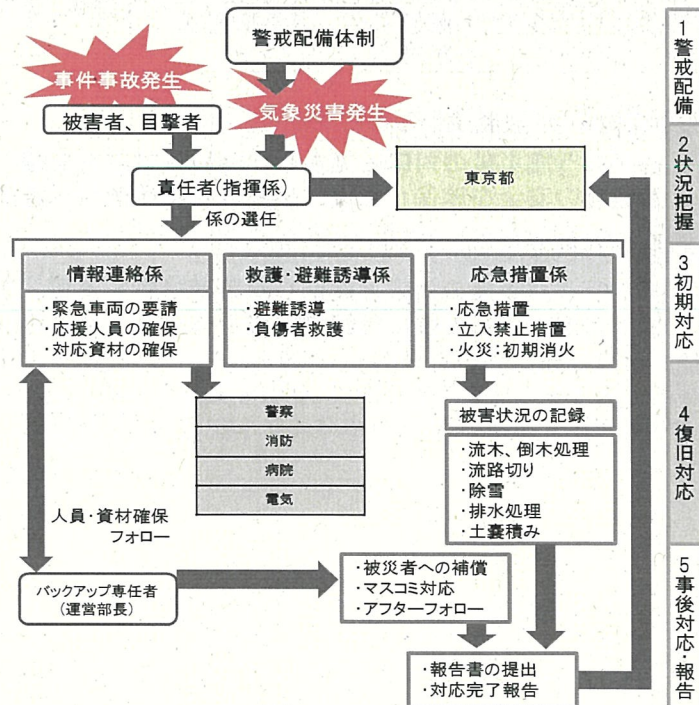 警戒配備体制
事件事故発生
気象災害発生
被害者、目撃者
責任者(指揮係)
東京都
係の選任
情報連絡係
・緊急車両の要請
・応援人員の確保
・対応資材の確保
救護・避難誘導係
・避難誘導
・負傷者救護
応急措置係
・応急措置
・立入禁止措置
・火災:初期消火
警察
消防
病院
電気
被害状況の記録
・流木、倒木処理
・流路切り
・除雪
・排水処理
・土嚢積み
人員・資材確保
フォロー
バックアップ専任者
(運営部長)
・被災者への補償
・マスコミ対応
・アフターフォロー
・報告書の提出
・対応完了報告
1警戒配備
2状況把握
3初期対応
4復旧対応
5事後対応・報告